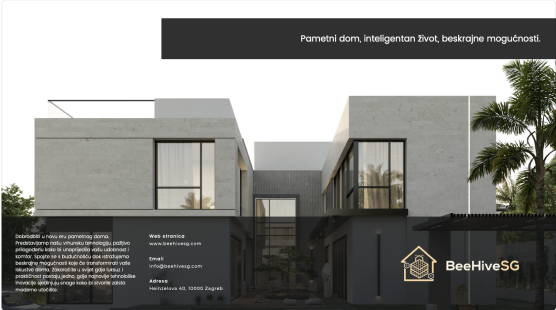 Pametni dom, inteligentan život, beskrajne mogućnosti.
Dobrodošli u novu eru pametnog doma.
Predstavljamo našu vrhunsku tehnologiju, pažljivo
prilagođenu kako bi unaprijedila vašu udobnost i
komfor. Spojite se s budućnošću dok istražujemo
beskrajne mogućnosti koje će transformirati vaše
iskustvo doma. Zakoračite u svijet gdje luksuz i
praktičnost postaju jedno, gdje najnovije tehnološke
inovacije sjedinjuju snage kako bi stvorile zaista
moderno utočište.
Web stranica
www.beehivesg.com
Email
info@beehivesg.com
Adresa
Heinzelova 60, 10000 Zagreb
BeeHiveSG